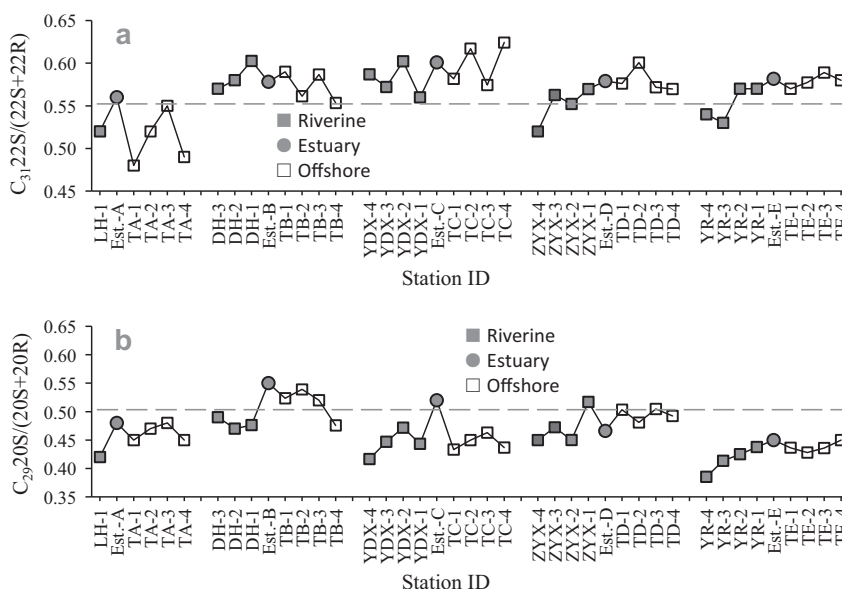 a
C3122S/(22S+22R)
0.65
0.60
0.55
0.50
0.45
Riverine
Estuary
Offshore
LH-1 Est.-A TA-1 TA-2 TA-3 TA-4 DH-3 DH-2 DH-1 Est.-B TB-1 TB-2 TB-3 TB-4 YDX-4 YDX-3 YDX-2 YDX-1 Est.-C TC-1 TC-2 TC-3 TC-4 ZYX-4 ZYX-3 ZYX-2 ZYX-1 Est.-D TD-1 TD-2 TD-3 TD-4 YR-4 YR-3 YR-2 YR-1 Est.-E TE-1 TE-2 TE-3 TE-4
Station ID
b
C2920S/(20S+20R)
0.65
0.60
0.55
0.50
0.45
0.40
0.35
Riverine
Estuary
Offshore
LH-1 Est.-A TA-1 TA-2 TA-3 TA-4 DH-3 DH-2 DH-1 Est.-B TB-1 TB-2 TB-3 TB-4 YDX-4 YDX-3 YDX-2 YDX-1 Est.-C TC-1 TC-2 TC-3 TC-4 ZYX-4 ZYX-3 ZYX-2 ZYX-1 Est.-D TD-1 TD-2 TD-3 TD-4 YR-4 YR-3 YR-2 YR-1 Est.-E TE-1 TE-2 TE-3 TE-4
Station ID